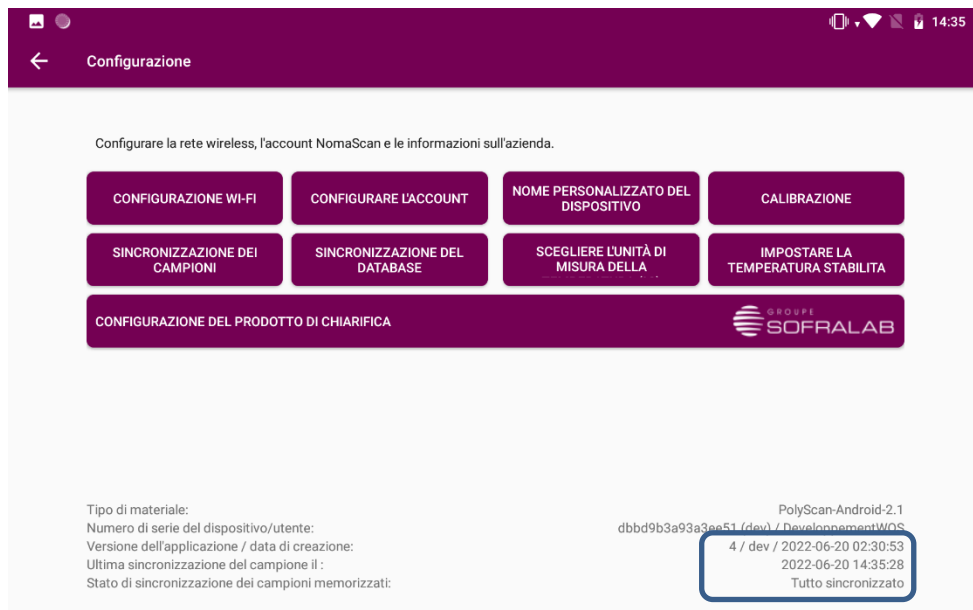 14:35
Configurazione
Configurare la rete wireless, l'account NomaScan e le informazioni sull'azienda.
CONFIGURAZIONE WI-FI
CONFIGURARE L'ACCOUNT
NOME PERSONALIZZATO DEL
DISPOSITIVO
CALIBRAZIONE
SINCRONIZZAZIONE DEI
CAMPIONI
SINCRONIZZAZIONE DEL
DATABASE
SCEGLIERE L'UNITÀ DI
MISURA DELLA
IMPOSTARE LA
TEMPERATURA STABILITA
CONFIGURAZIONE DEL PRODOTTO DI CHIARIFICA
GROUPE
SOFRALAB
Tipo di materiale: PolyScan-Android-2.1
Numero di serie del dispositivo/utente: dbbd9b3a93a3ee51 (dev) / DeveloppementWOS
Versione dell'applicazione / data di creazione: 4 / dev / 2022-06-20 02:30:53
Ultima sincronizzazione del campione il : 2022-06-20 14:35:28
Stato di sincronizzazione dei campioni memorizzati: Tutto sincronizzato